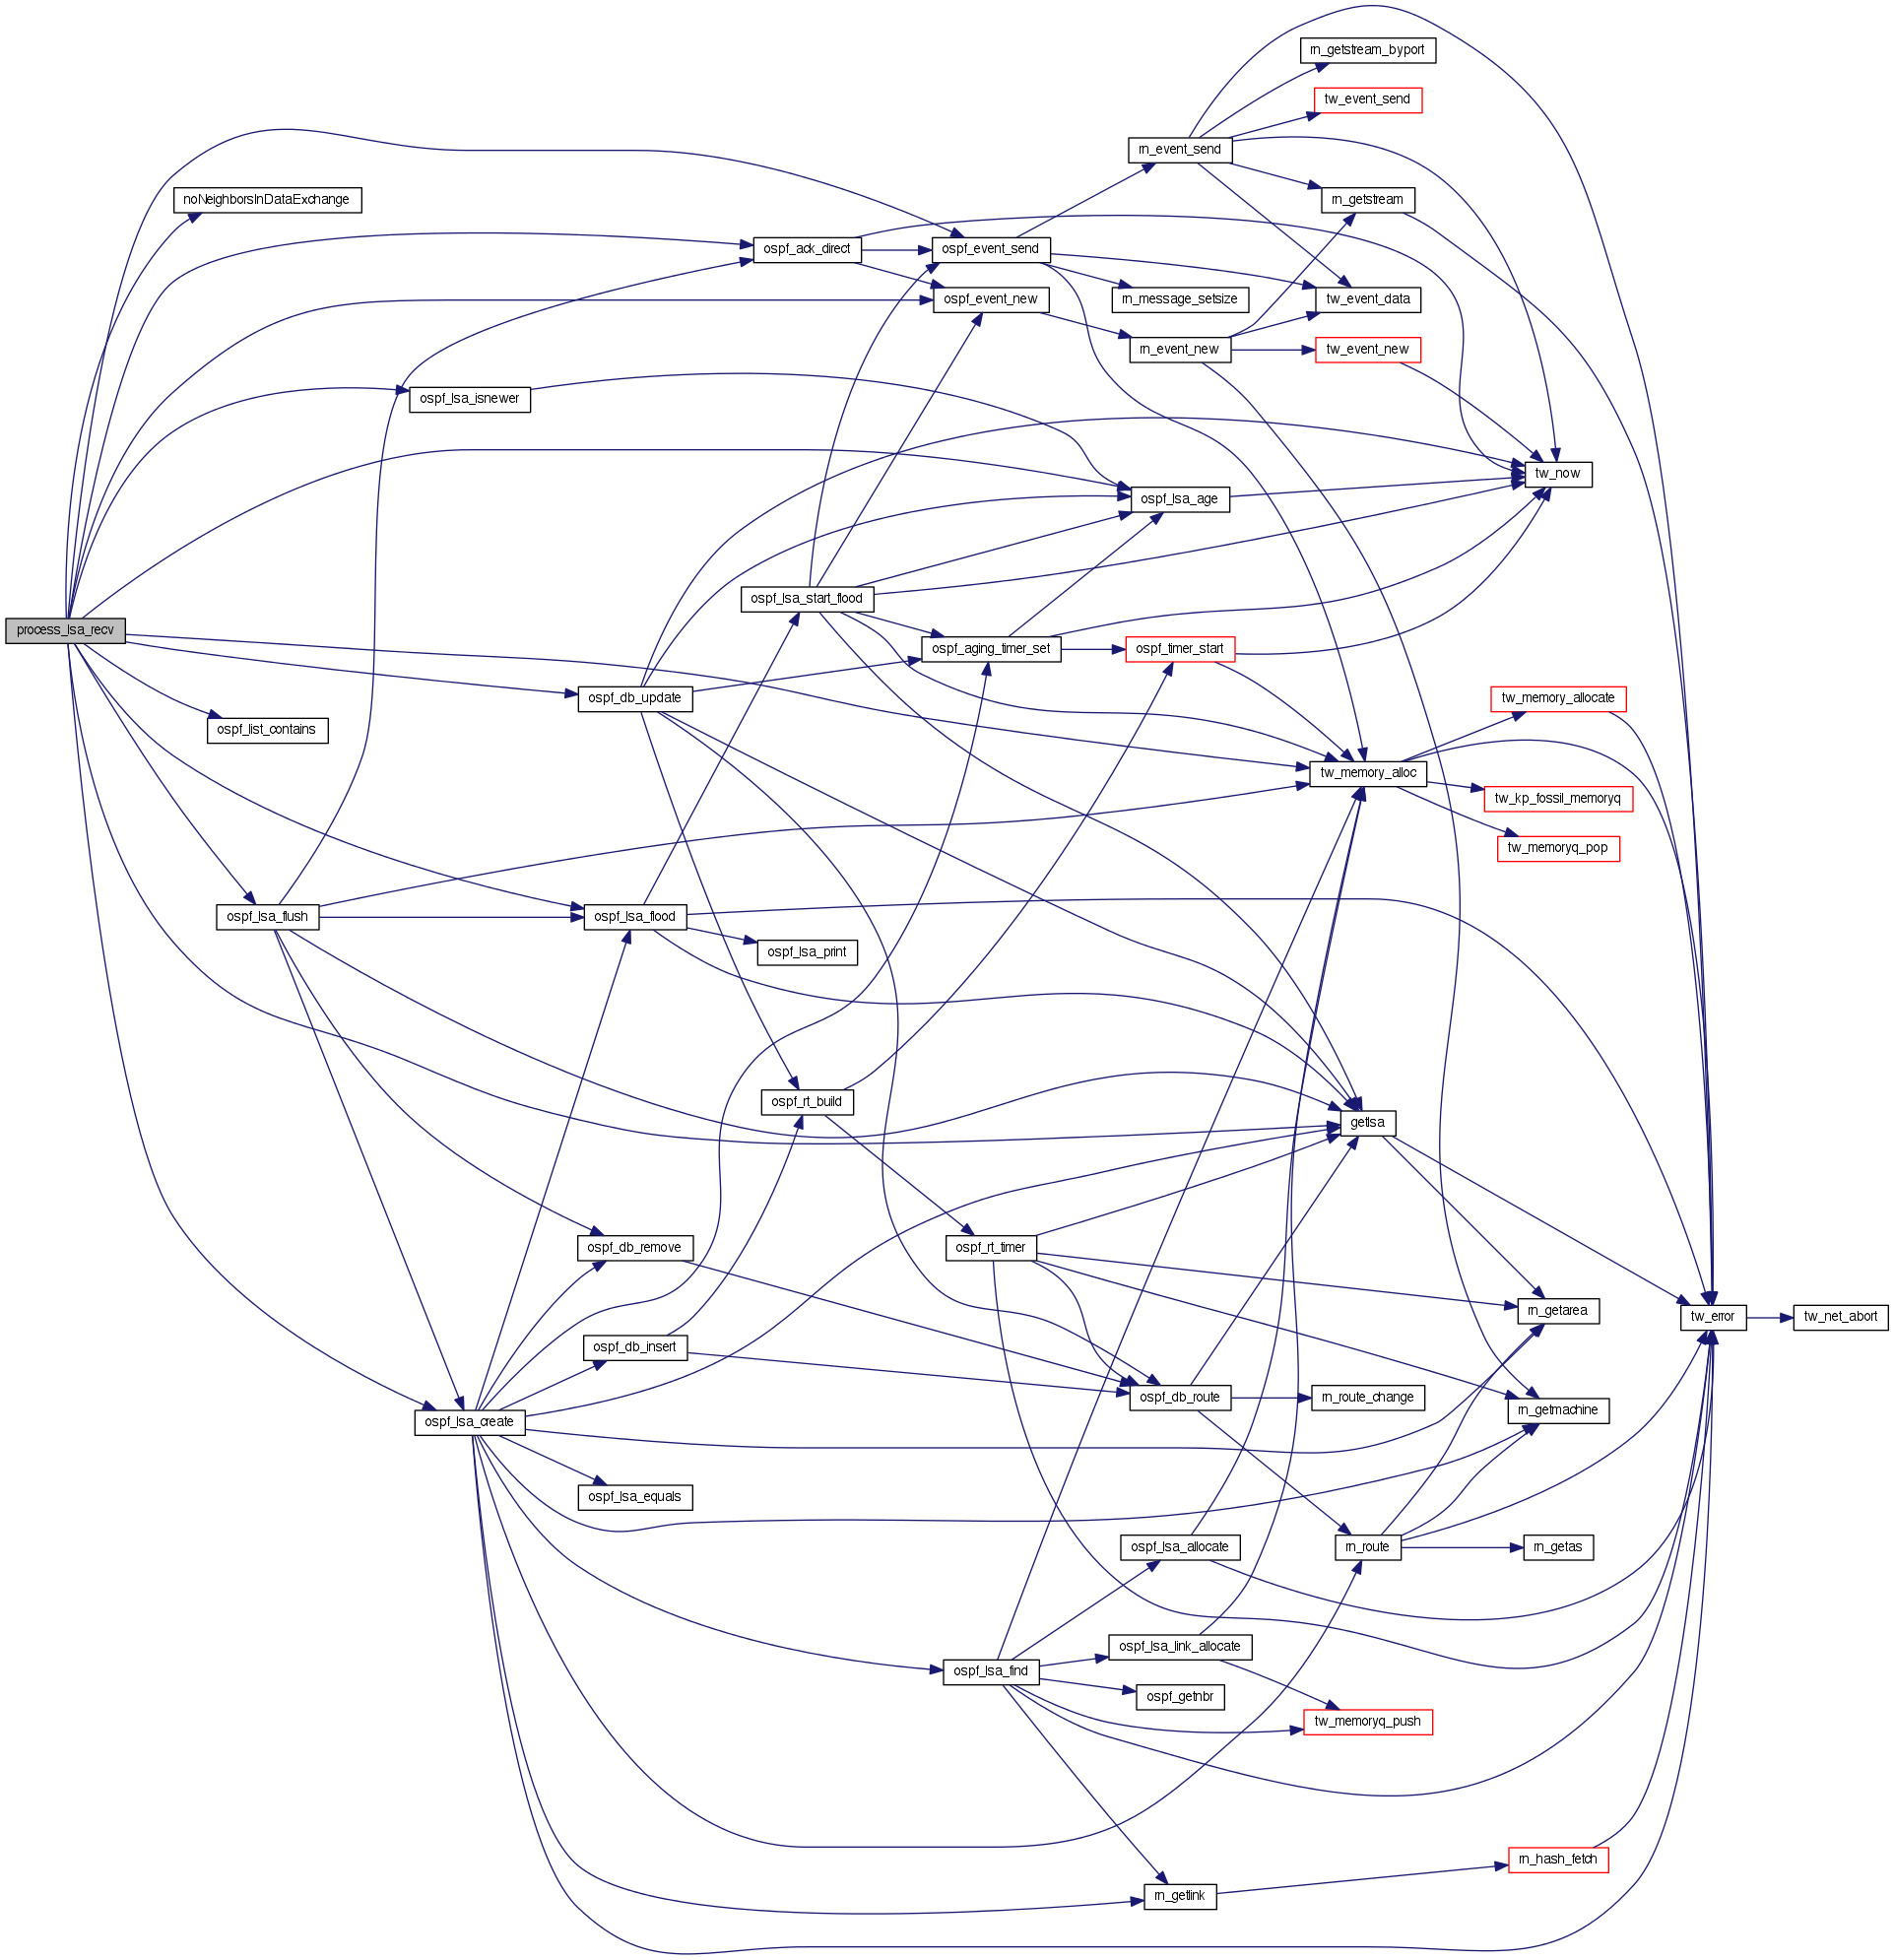 rn_getstream_byport
tw_event_send
rn_event_send
noNeighborsInDataExchange
rn_getstream
ospf_ack_direct
ospf_event_send
ospf_event_new
rn_message_setsize
tw_event_data
rn_event_new
tw_event_new
ospf_lsa_isnewer
tw_now
ospf_lsa_age
ospf_lsa_start_flood
process_lsa_recv
ospf_aging_timer_set
ospf_timer_start
ospf_db_update
tw_memory_allocate
ospf_list_contains
tw_memory_alloc
tw_kp_fossil_memoryq
tw_memoryq_pop
ospf_lsa_flush
ospf_lsa_flood
ospf_lsa_print
ospf_rt_build
getlsa
ospf_db_remove
ospf_rt_timer
rn_getarea
tw_error
tw_net_abort
ospf_db_insert
ospf_db_route
rn_route_change
rn_getmachine
ospf_lsa_create
ospf_lsa_equals
ospf_lsa_allocate
rn_route
rn_getas
ospf_lsa_link_allocate
ospf_lsa_find
ospf_getnbr
tw_memoryq_push
rn_hash_fetch
rn_getlink